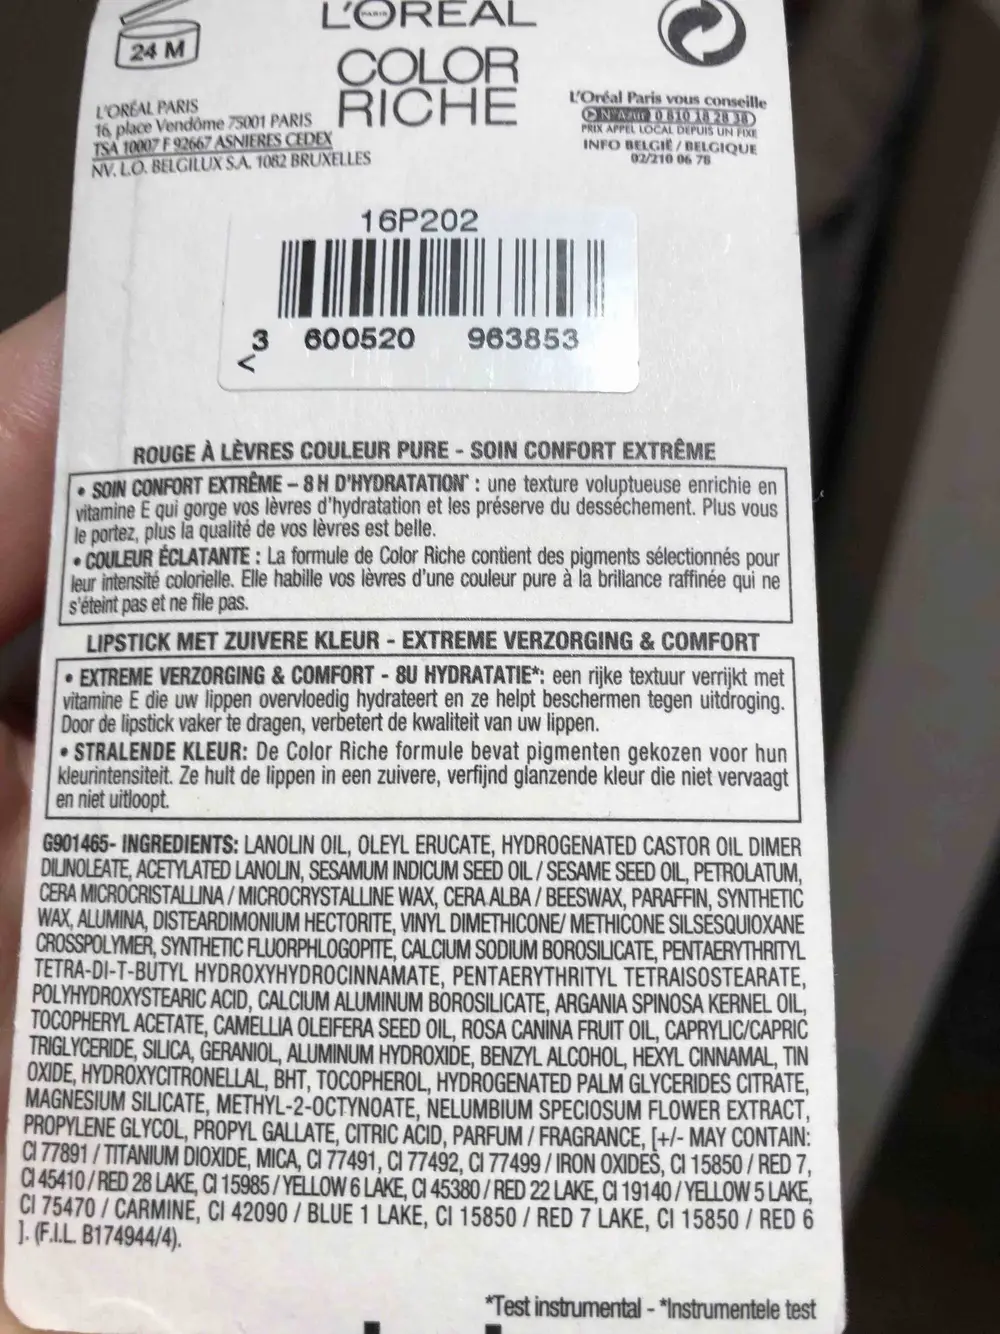 24 M
L'ORÉAL
PARIS
COLOR
RICHE
L'ORÉAL PARIS
16, place Vendôme 75001 PARIS
TSA 10007 F 92667 ASNIERES CEDEX
NV. L.O. BELGILUX S.A. 1082 BRUXELLES
L'Oréal Paris vous conseille
N°Azur 0 810 18 28 38
PRIX APPEL LOCAL DEPUIS UN FIXE
INFO BELGIË / BELGIQUE
02/210 06 78
16P202
3 600520 963853
<
ROUGE À LÈVRES COULEUR PURE - SOIN CONFORT EXTRÊME
• SOIN CONFORT EXTRÊME – 8 H D'HYDRATATION* : une texture voluptueuse enrichie en
vitamine E qui gorge vos lèvres d'hydratation et les préserve du desséchement. Plus vous
le portez, plus la qualité de vos lèvres est belle.
• COULEUR ÉCLATANTE : La formule de Color Riche contient des pigments sélectionnés pour
leur intensité colorielle. Elle habille vos lèvres d'une couleur pure à la brillance raffinée qui ne
s'éteint pas et ne file pas.
LIPSTICK MET ZUIVERE KLEUR - EXTREME VERZORGING & COMFORT
• EXTREME VERZORGING & COMFORT - 8U HYDRATATIE*: een rijke textuur verrijkt met
vitamine E die uw lippen overvloedig hydrateert en ze helpt beschermen tegen uitdroging.
Door de lipstick vaker te dragen, verbetert de kwaliteit van uw lippen.
• STRALENDE KLEUR: De Color Riche formule bevat pigmenten gekozen voor hun
kleurintensiteit. Ze hult de lippen in een zuivere, verfijnd glanzende kleur die niet vervaagt
en niet uitloopt.
G901465- INGREDIENTS: LANOLIN OIL, OLEYL ERUCATE, HYDROGENATED CASTOR OIL DIMER
DILINOLEATE, ACETYLATED LANOLIN, SESAMUM INDICUM SEED OIL / SESAME SEED OIL, PETROLATUM,
CERA MICROCRISTALLINA / MICROCRYSTALLINE WAX, CERA ALBA / BEESWAX, PARAFFIN, SYNTHETIC
WAX, ALUMINA, DISTEARDIMONIUM HECTORITE, VINYL DIMETHICONE/ METHICONE SILSESQUIOXANE
CROSSPOLYMER, SYNTHETIC FLUORPHLOGOPITE, CALCIUM SODIUM BOROSILICATE, PENTAERYTHRITYL
TETRA-DI-T-BUTYL HYDROXYHYDROCINNAMATE, PENTAERYTHRITYL TETRAISOSTEARATE,
POLYHYDROXYSTEARIC ACID, CALCIUM ALUMINUM BOROSILICATE, ARGANIA SPINOSA KERNEL OIL,
TOCOPHERYL ACETATE, CAMELLIA OLEIFERA SEED OIL, ROSA CANINA FRUIT OIL, CAPRYLIC/CAPRIC
TRIGLYCERIDE, SILICA, GERANIOL, ALUMINUM HYDROXIDE, BENZYL ALCOHOL, HEXYL CINNAMAL, TIN
OXIDE, HYDROXYCITRONELLAL, BHT, TOCOPHEROL, HYDROGENATED PALM GLYCERIDES CITRATE,
MAGNESIUM SILICATE, METHYL-2-OCTYNOATE, NELUMBIUM SPECIOSUM FLOWER EXTRACT,
PROPYLENE GLYCOL, PROPYL GALLATE, CITRIC ACID, PARFUM / FRAGRANCE, [+/- MAY CONTAIN:
CI 77891 / TITANIUM DIOXIDE, MICA, CI 77491, CI 77492, CI 77499 / IRON OXIDES, CI 15850 / RED 7,
CI 45410 / RED 28 LAKE, CI 15985 / YELLOW 6 LAKE, CI 45380 / RED 22 LAKE, CI 19140 / YELLOW 5 LAKE,
CI 75470 / CARMINE, CI 42090 / BLUE 1 LAKE, CI 15850 / RED 7 LAKE, CI 15850 / RED 6
]. (F.I.L. B174944/4).
*Test instrumental - *Instrumentele test